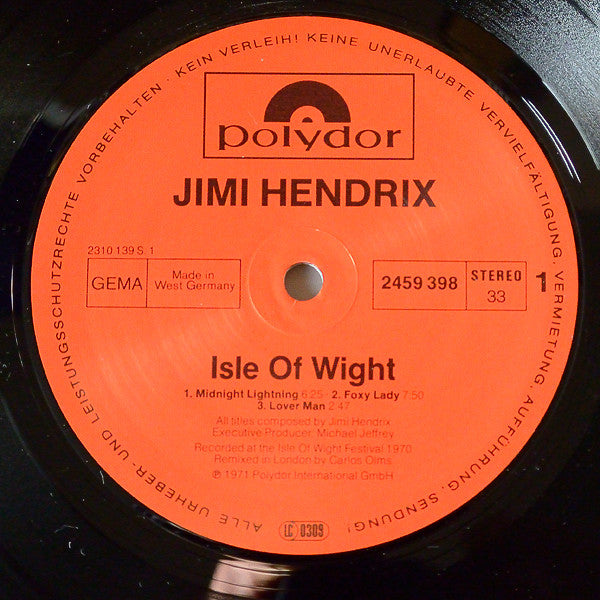 ALLE URHEBER- UND LEISTUNGSSCHUTZRECHTE VORBEHALTEN · KEIN VERLEIH! KEINE UNERLAUBTE VERVIELFÄLTIGUNG, VERMIETUNG, AUFFÜHRUNG, SENDUNG!
polydor
JIMI HENDRIX
2310 139 S 1
GEMA
Made in
West Germany
2459 398
STEREO
33
1
Isle Of Wight
1. Midnight Lightning 6:25 · 2. Foxy Lady 7:50
3. Lover Man 2:47
All titles composed by Jimi Hendrix
Executive Producer: Michael Jeffrey
Recorded at the Isle Of Wight Festival 1970
Remixed in London by Carlos Olms
℗ 1971 Polydor International GmbH
LC 0309